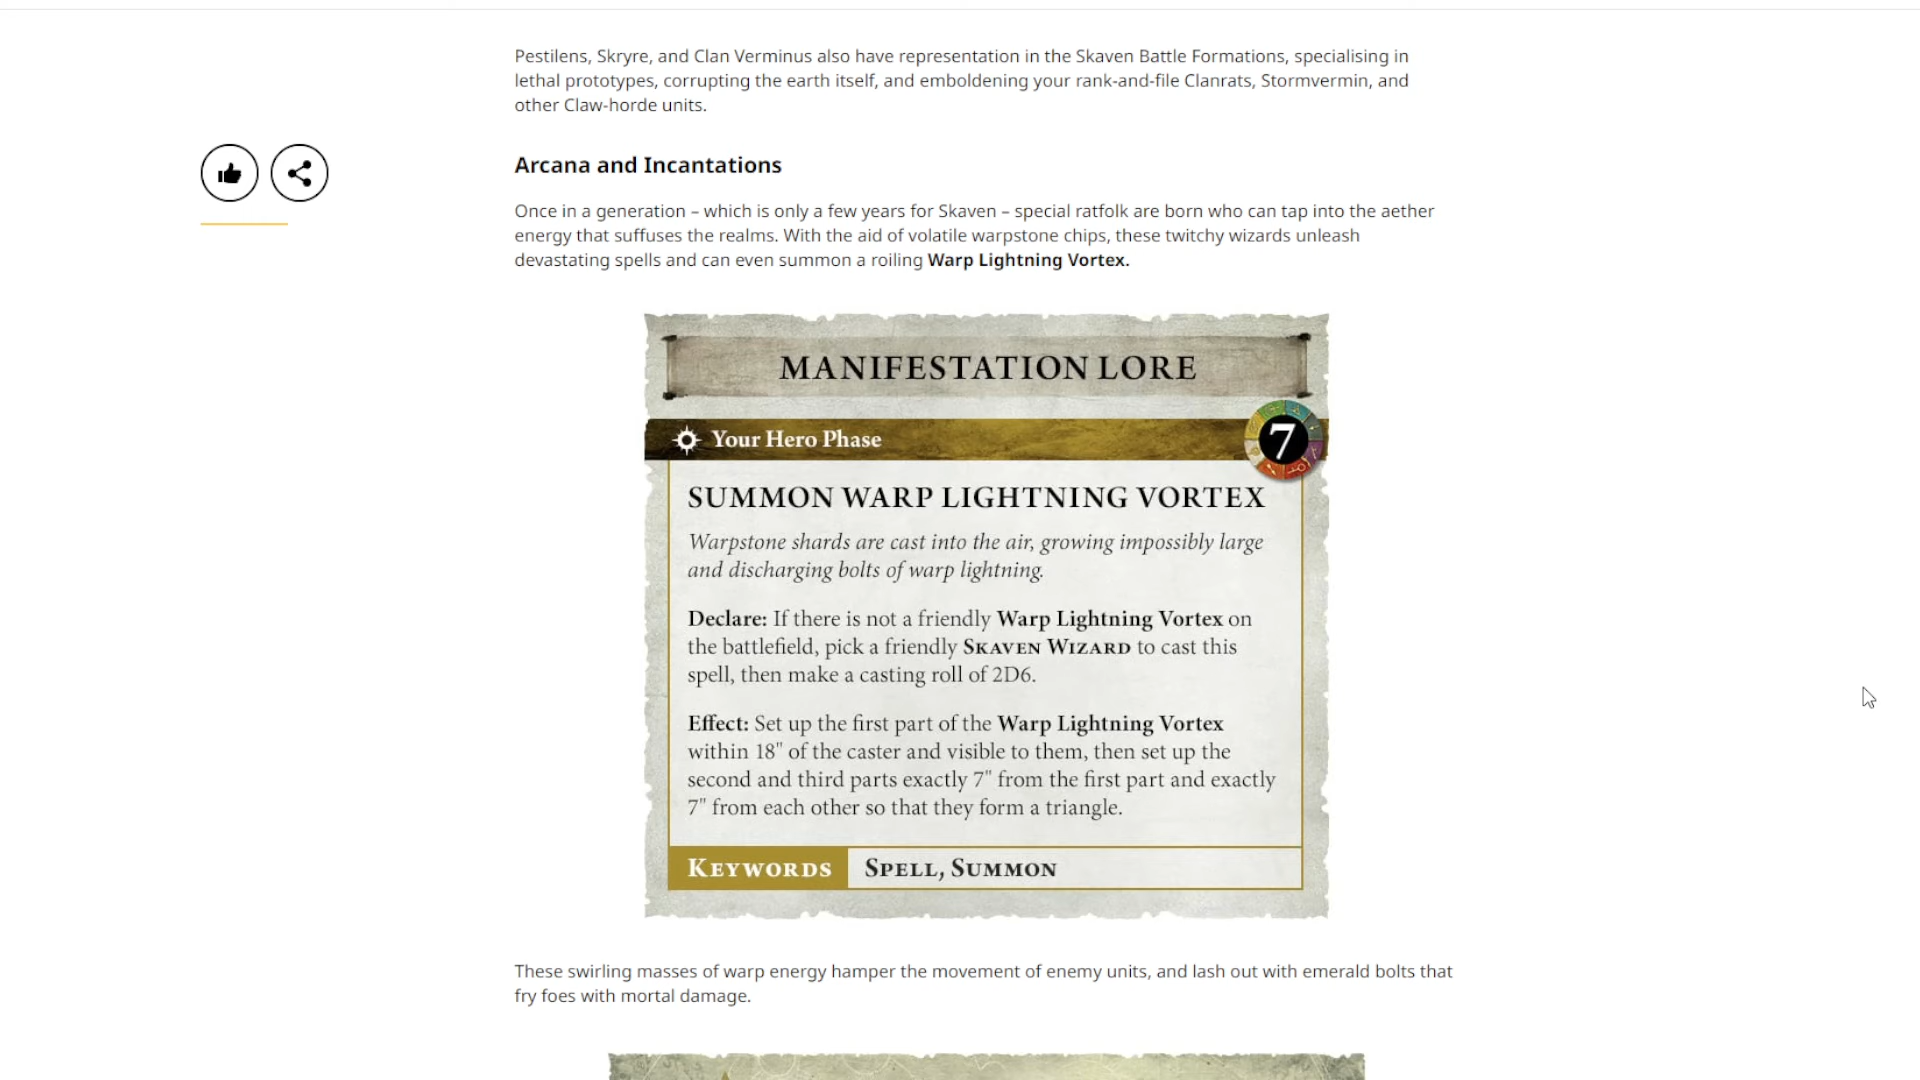 Pestilens, Skryre, and Clan Verminus also have representation in the Skaven Battle Formations, specialising in
lethal prototypes, corrupting the earth itself, and emboldening your rank-and-file Clanrats, Stormvermin, and
other Claw-horde units.
Arcana and Incantations
Once in a generation – which is only a few years for Skaven – special ratfolk are born who can tap into the aether
energy that suffuses the realms. With the aid of volatile warpstone chips, these twitchy wizards unleash
devastating spells and can even summon a roiling Warp Lightning Vortex.
MANIFESTATION LORE
Your Hero Phase
7
SUMMON WARP LIGHTNING VORTEX
Warpstone shards are cast into the air, growing impossibly large
and discharging bolts of warp lightning.
Declare: If there is not a friendly Warp Lightning Vortex on
the battlefield, pick a friendly SKAVEN WIZARD to cast this
spell, then make a casting roll of 2D6.
Effect: Set up the first part of the Warp Lightning Vortex
within 18" of the caster and visible to them, then set up the
second and third parts exactly 7" from the first part and exactly
7" from each other so that they form a triangle.
KEYWORDS SPELL, SUMMON
These swirling masses of warp energy hamper the movement of enemy units, and lash out with emerald bolts that
fry foes with mortal damage.